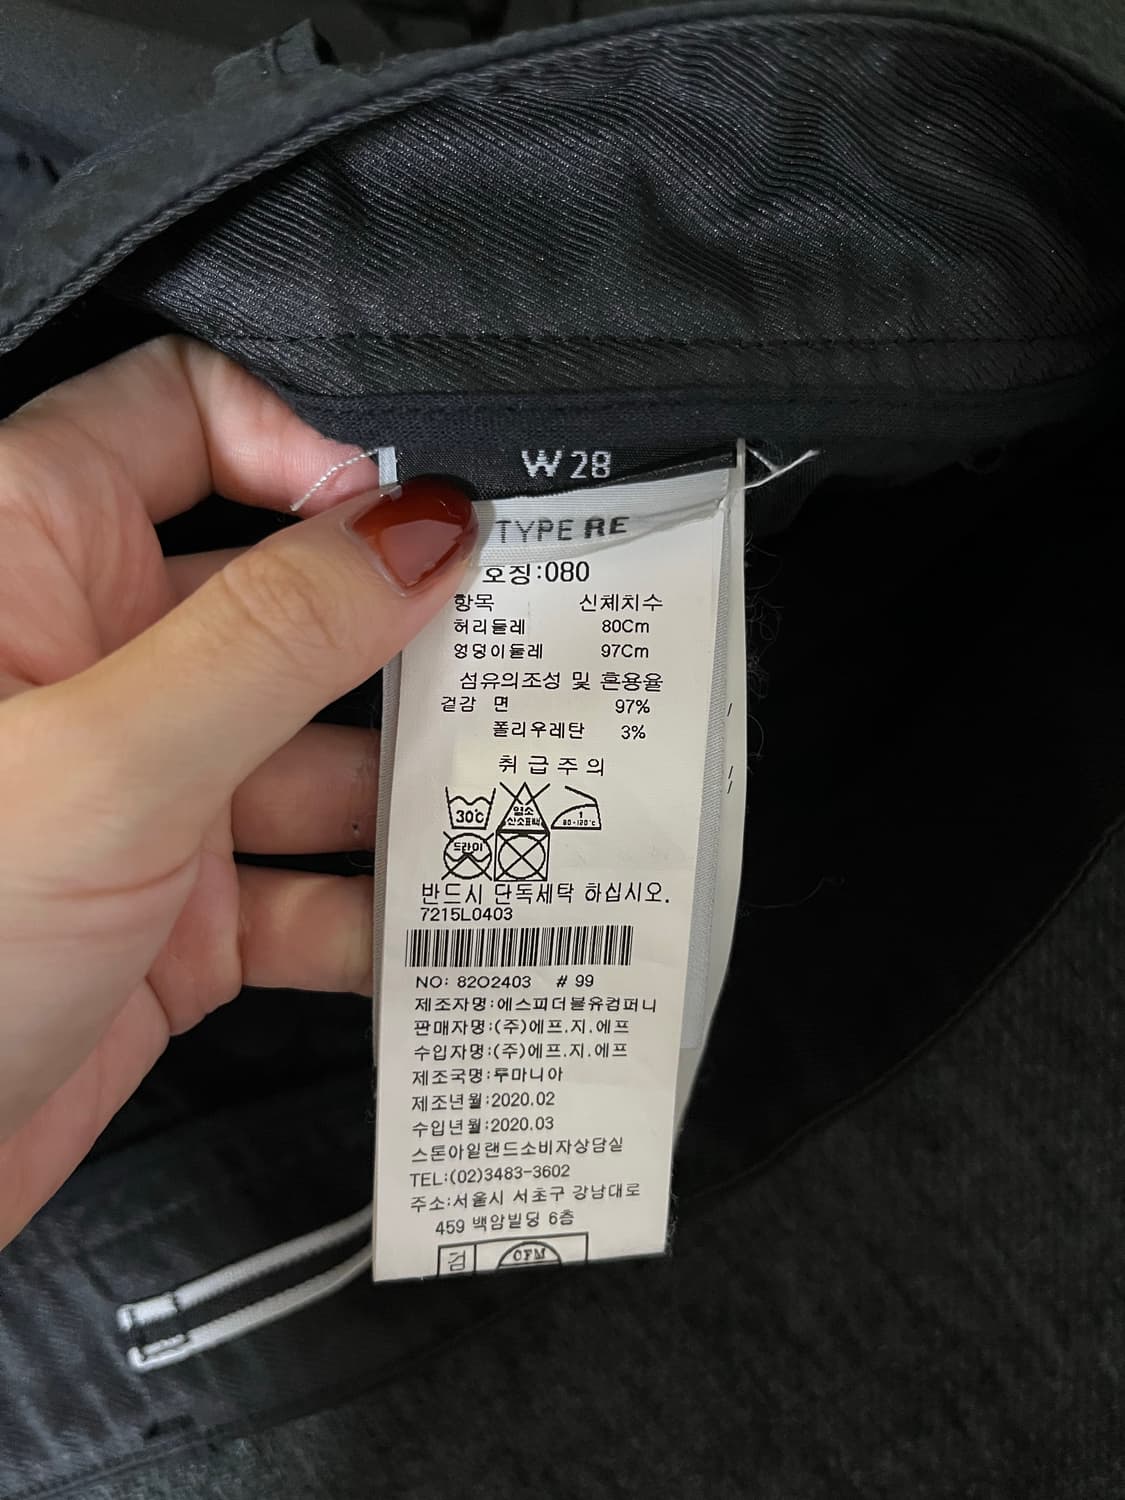 W 28
TYPE RE
호칭:080
항목 신체치수
허리둘레 80Cm
엉덩이둘레 97Cm
섬유의조성 및 혼용율
겉감 면 97%
폴리우레탄 3%
취 급 주 의
30℃ 염소 산소표백 1 80-120℃
드라이
반드시 단독세탁 하십시오.
7215L0403
NO: 82O2403 # 99
제조자명:에스피더블유컴퍼니
판매자명:(주)에프.지.에프
수입자명:(주)에프.지.에프
제조국명:루마니아
제조년월:2020.02
수입년월:2020.03
스톤아일랜드소비자상담실
TEL:(02)3483-3602
주소:서울시 서초구 강남대로
459 백암빌딩 6층
검 CFM